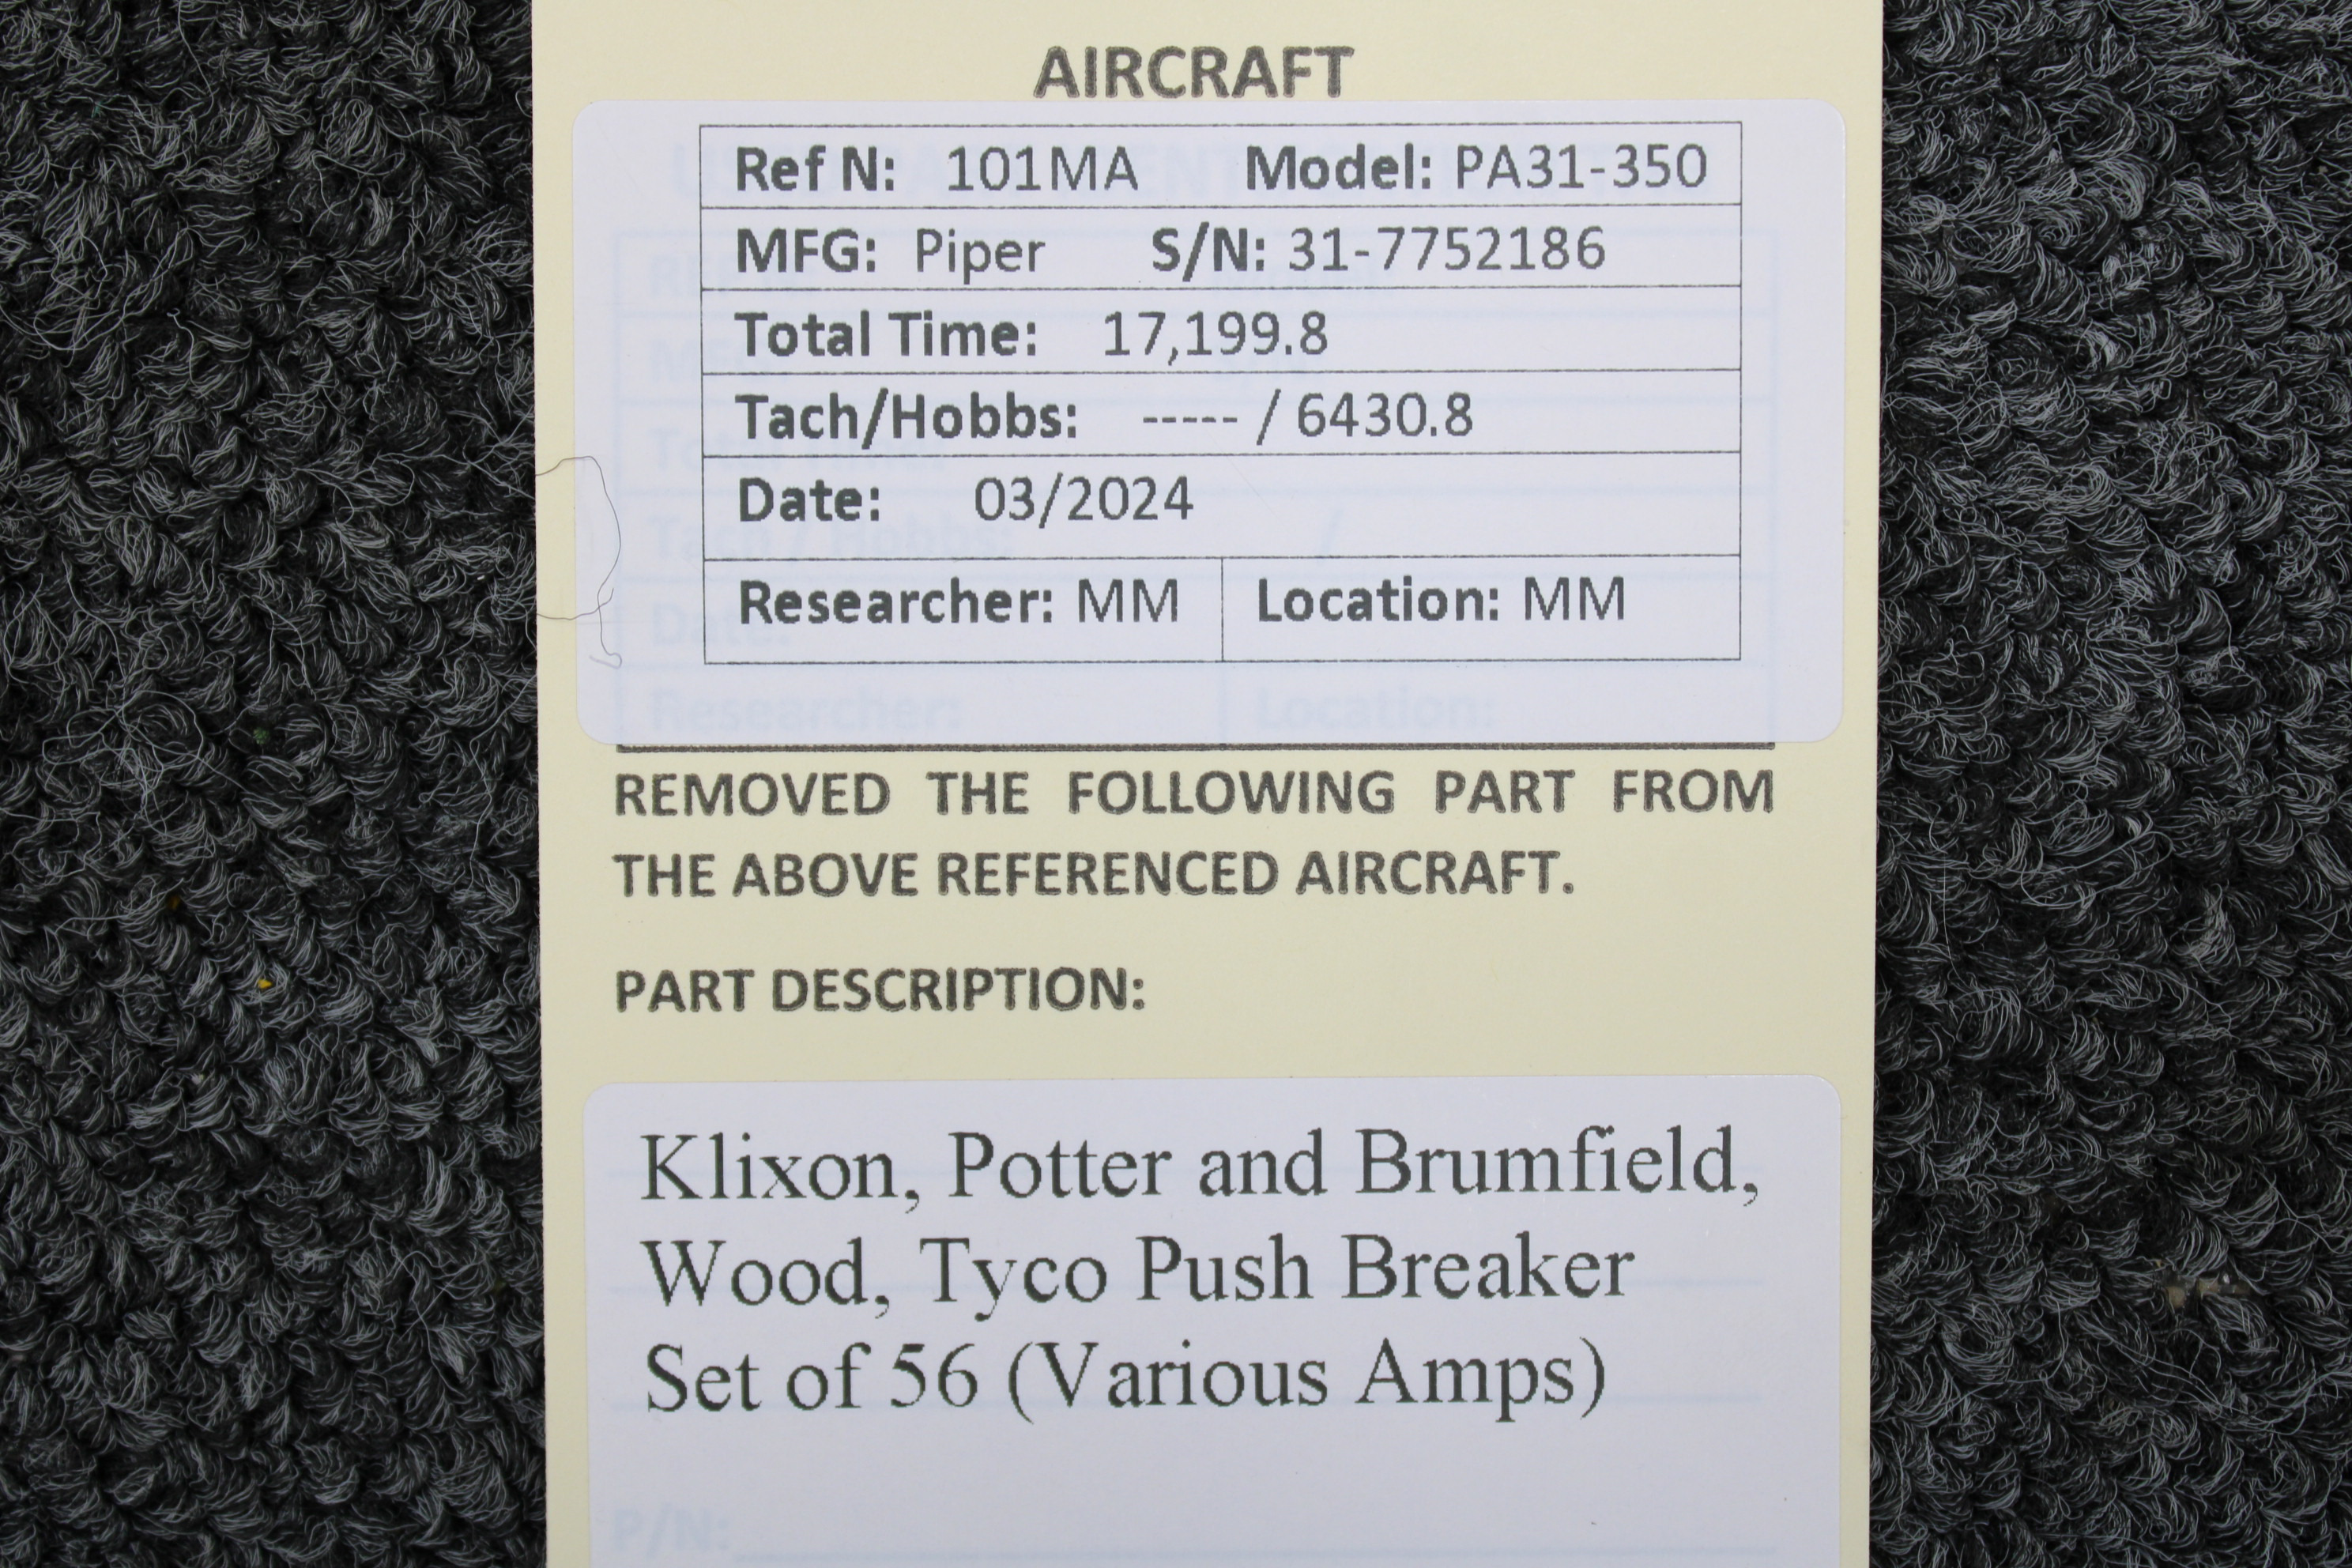 AIRCRAFT
Ref N: 101MA Model: PA31-350
MFG: Piper S/N: 31-7752186
Total Time: 17,199.8
Tach/Hobbs: ----- / 6430.8
Date: 03/2024
Researcher: MM Location: MM
Researcher: Location:
REMOVED THE FOLLOWING PART FROM
THE ABOVE REFERENCED AIRCRAFT.
PART DESCRIPTION:
Klixon, Potter and Brumfield,
Wood, Tyco Push Breaker
Set of 56 (Various Amps)
P/N: